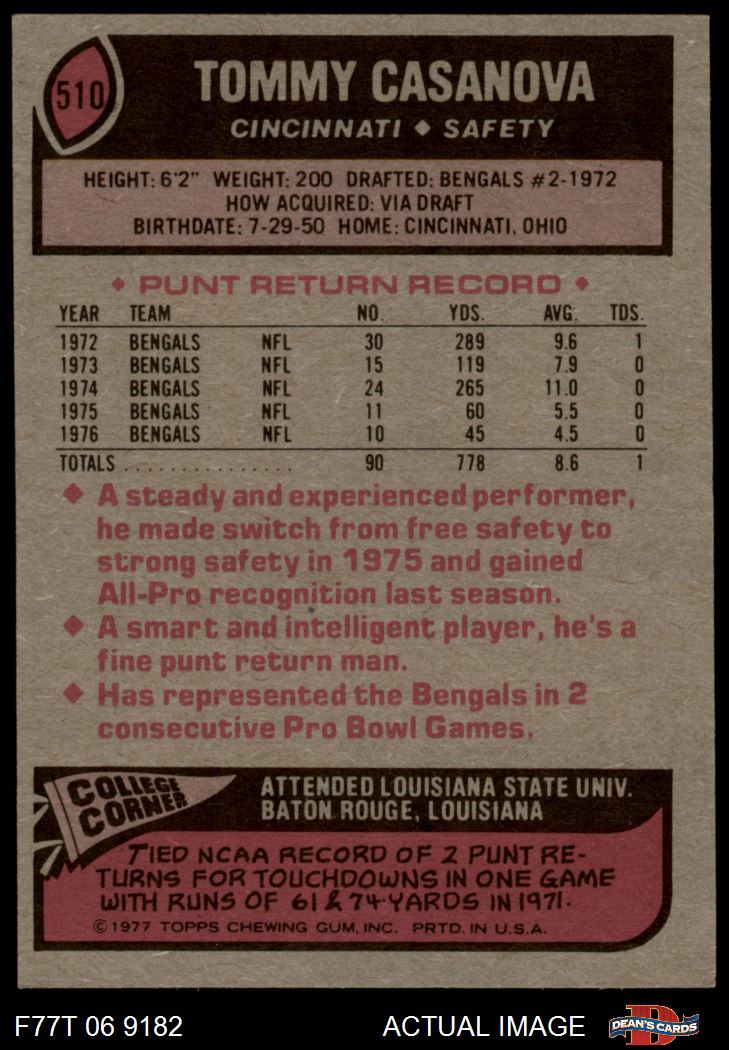 510
TOMMY CASANOVA
CINCINNATI ◆ SAFETY
HEIGHT: 6'2" WEIGHT: 200 DRAFTED: BENGALS #2-1972
HOW ACQUIRED: VIA DRAFT
BIRTHDATE: 7-29-50 HOME: CINCINNATI, OHIO
◆ PUNT RETURN RECORD ◆
YEAR TEAM NO. YDS. AVG. TDS.
1972 BENGALS NFL 30 289 9.6 1
1973 BENGALS NFL 15 119 7.9 0
1974 BENGALS NFL 24 265 11.0 0
1975 BENGALS NFL 11 60 5.5 0
1976 BENGALS NFL 10 45 4.5 0
TOTALS . . . . . . . . . . . . . . 90 778 8.6 1
◆ A steady and experienced performer,
he made switch from free safety to
strong safety in 1975 and gained
All-Pro recognition last season.
◆ A smart and intelligent player, he's a
fine punt return man.
◆ Has represented the Bengals in 2
consecutive Pro Bowl Games.
COLLEGE
CORNER
ATTENDED LOUISIANA STATE UNIV.
BATON ROUGE, LOUISIANA
TIED NCAA RECORD OF 2 PUNT RE-
TURNS FOR TOUCHDOWNS IN ONE GAME
WITH RUNS OF 61 & 74 YARDS IN 1971.
© 1977 TOPPS CHEWING GUM, INC. PRTD. IN U.S.A.
F77T 06 9182 ACTUAL IMAGE D DEAN'S CARDS